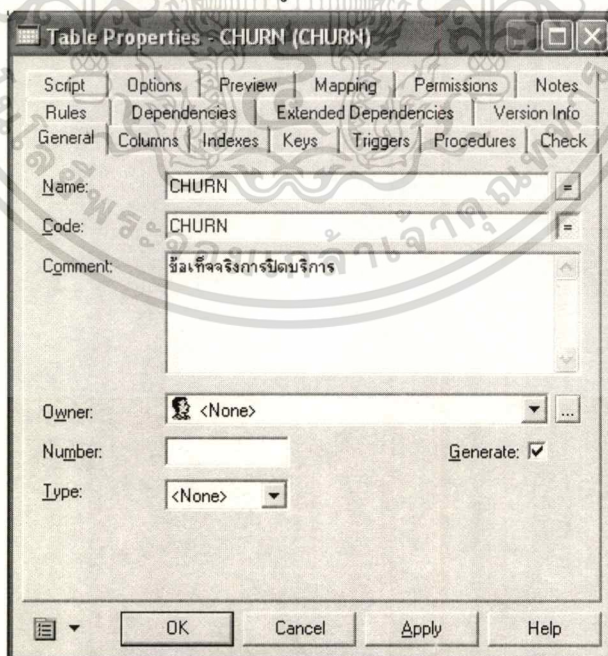 Table Properties - CHURN (CHURN)
Script Options Preview Mapping Permissions Notes
Rules Dependencies Extended Dependencies Version Info
General Columns Indexes Keys Triggers Procedures Check
Name: CHURN =
Code: CHURN =
Comment: ข้อเท็จจริงการปิดบริการ
Owner: <None> ...
Number: Generate:
Type: <None>
OK Cancel Apply Help